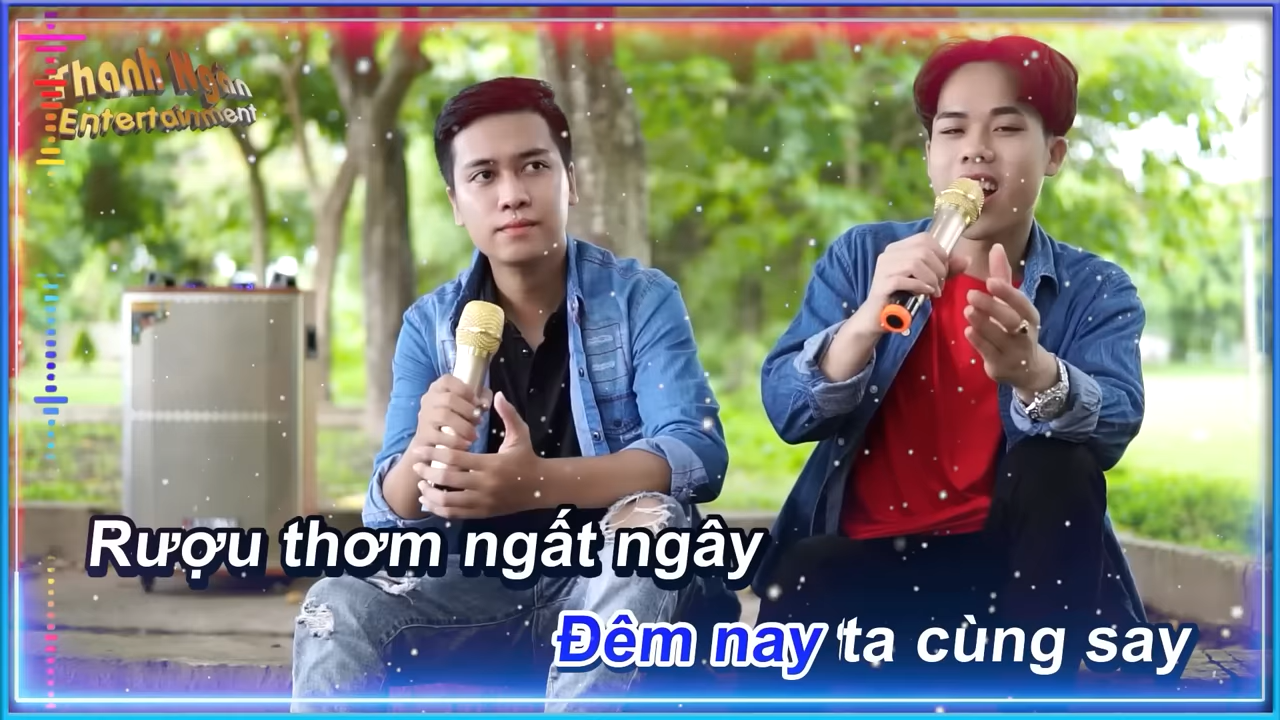 Thanh Ngân
Entertainment
Rượu thơm ngất ngây
Đêm nay ta cùng say